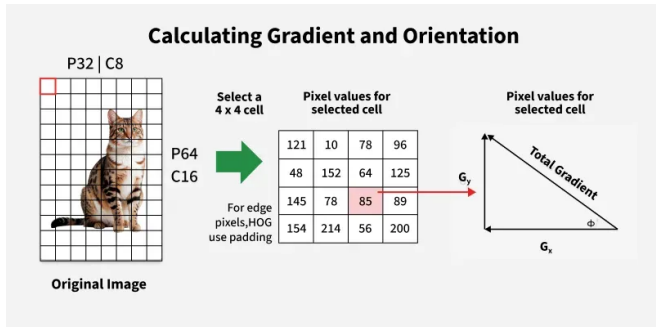 Calculating Gradient and Orientation
P32 | C8
P64
C16
Original Image
Select a
4 x 4 cell
For edge
pixels,HOG
use padding
Pixel values for
selected cell
121 10 78 96
48 152 64 125
145 78 85 89
154 214 56 200
Pixel values for
selected cell
Total Gradient
Gy
Gx
Φ